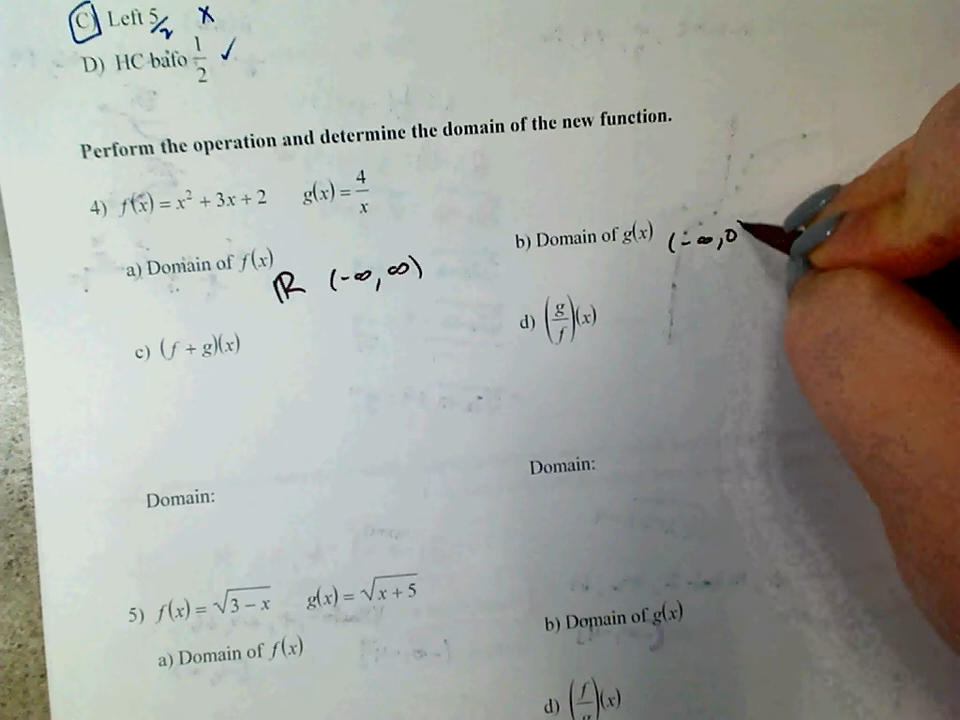 C) Left 5/2 x
D) HC bafo 1/2 ✓
Perform the operation and determine the domain of the new function.
4) f(x) = x² + 3x + 2 g(x) = 4/x
a) Domain of f(x) ℝ (-∞, ∞)
b) Domain of g(x) (-∞, 0)
c) (f + g)(x)
d) (g/f)(x)
Domain:
Domain:
5) f(x) = √(3 – x) g(x) = √(x + 5)
a) Domain of f(x)
b) Domain of g(x)
d) (f/g)(x)